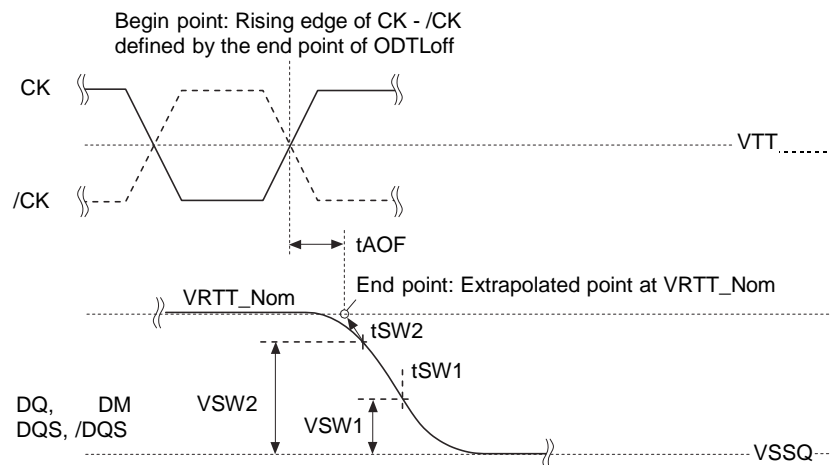 Begin point: Rising edge of CK - /CK
defined by the end point of ODTLoff
CK
VTT
/CK
tAOF
End point: Extrapolated point at VRTT_Nom
VRTT_Nom
tSW2
tSW1
DQ, DM
VSW2
DQS, /DQS
VSW1
VSSQ